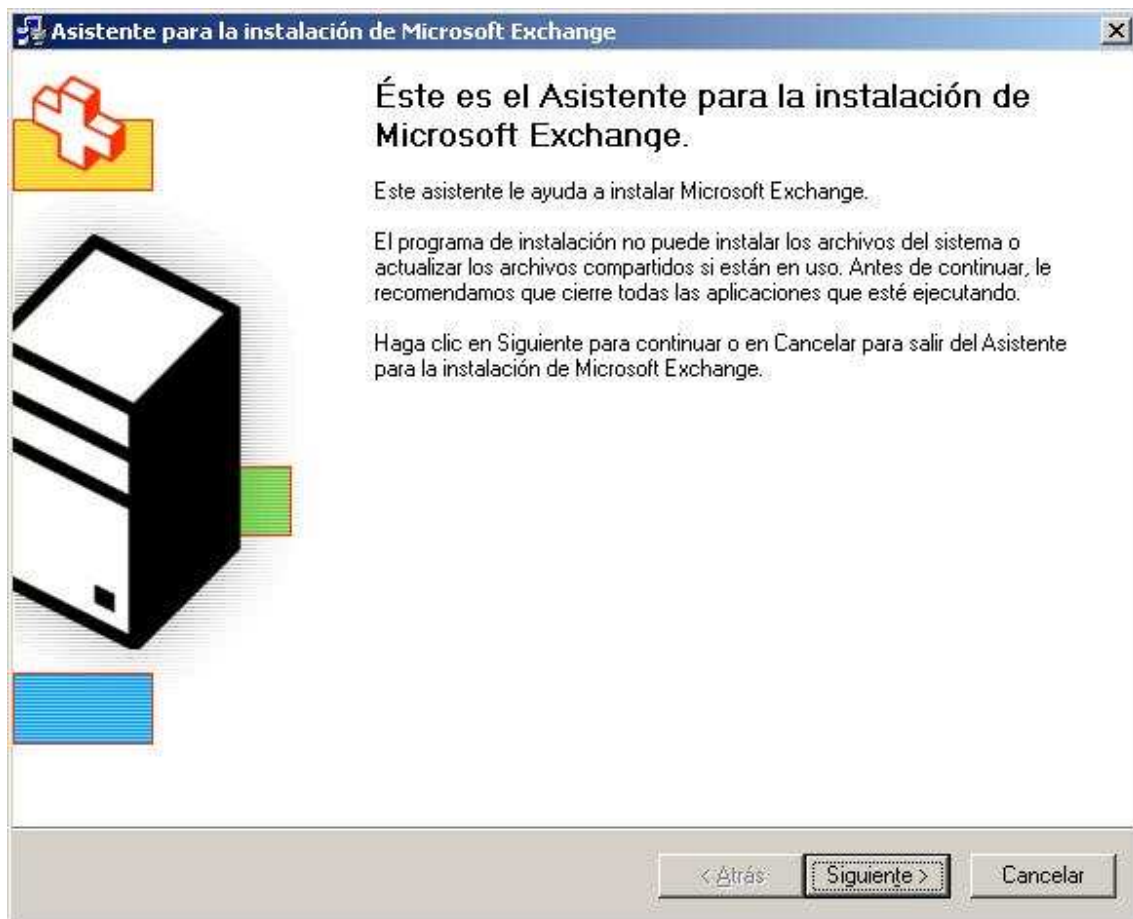 Asistente para la instalación de Microsoft Exchange
Éste es el Asistente para la instalación de
Microsoft Exchange.
Este asistente le ayuda a instalar Microsoft Exchange.
El programa de instalación no puede instalar los archivos del sistema o
actualizar los archivos compartidos si están en uso. Antes de continuar, le
recomendamos que cierre todas las aplicaciones que esté ejecutando.
Haga clic en Siguiente para continuar o en Cancelar para salir del Asistente
para la instalación de Microsoft Exchange.
< Atrás
Siguiente >
Cancelar